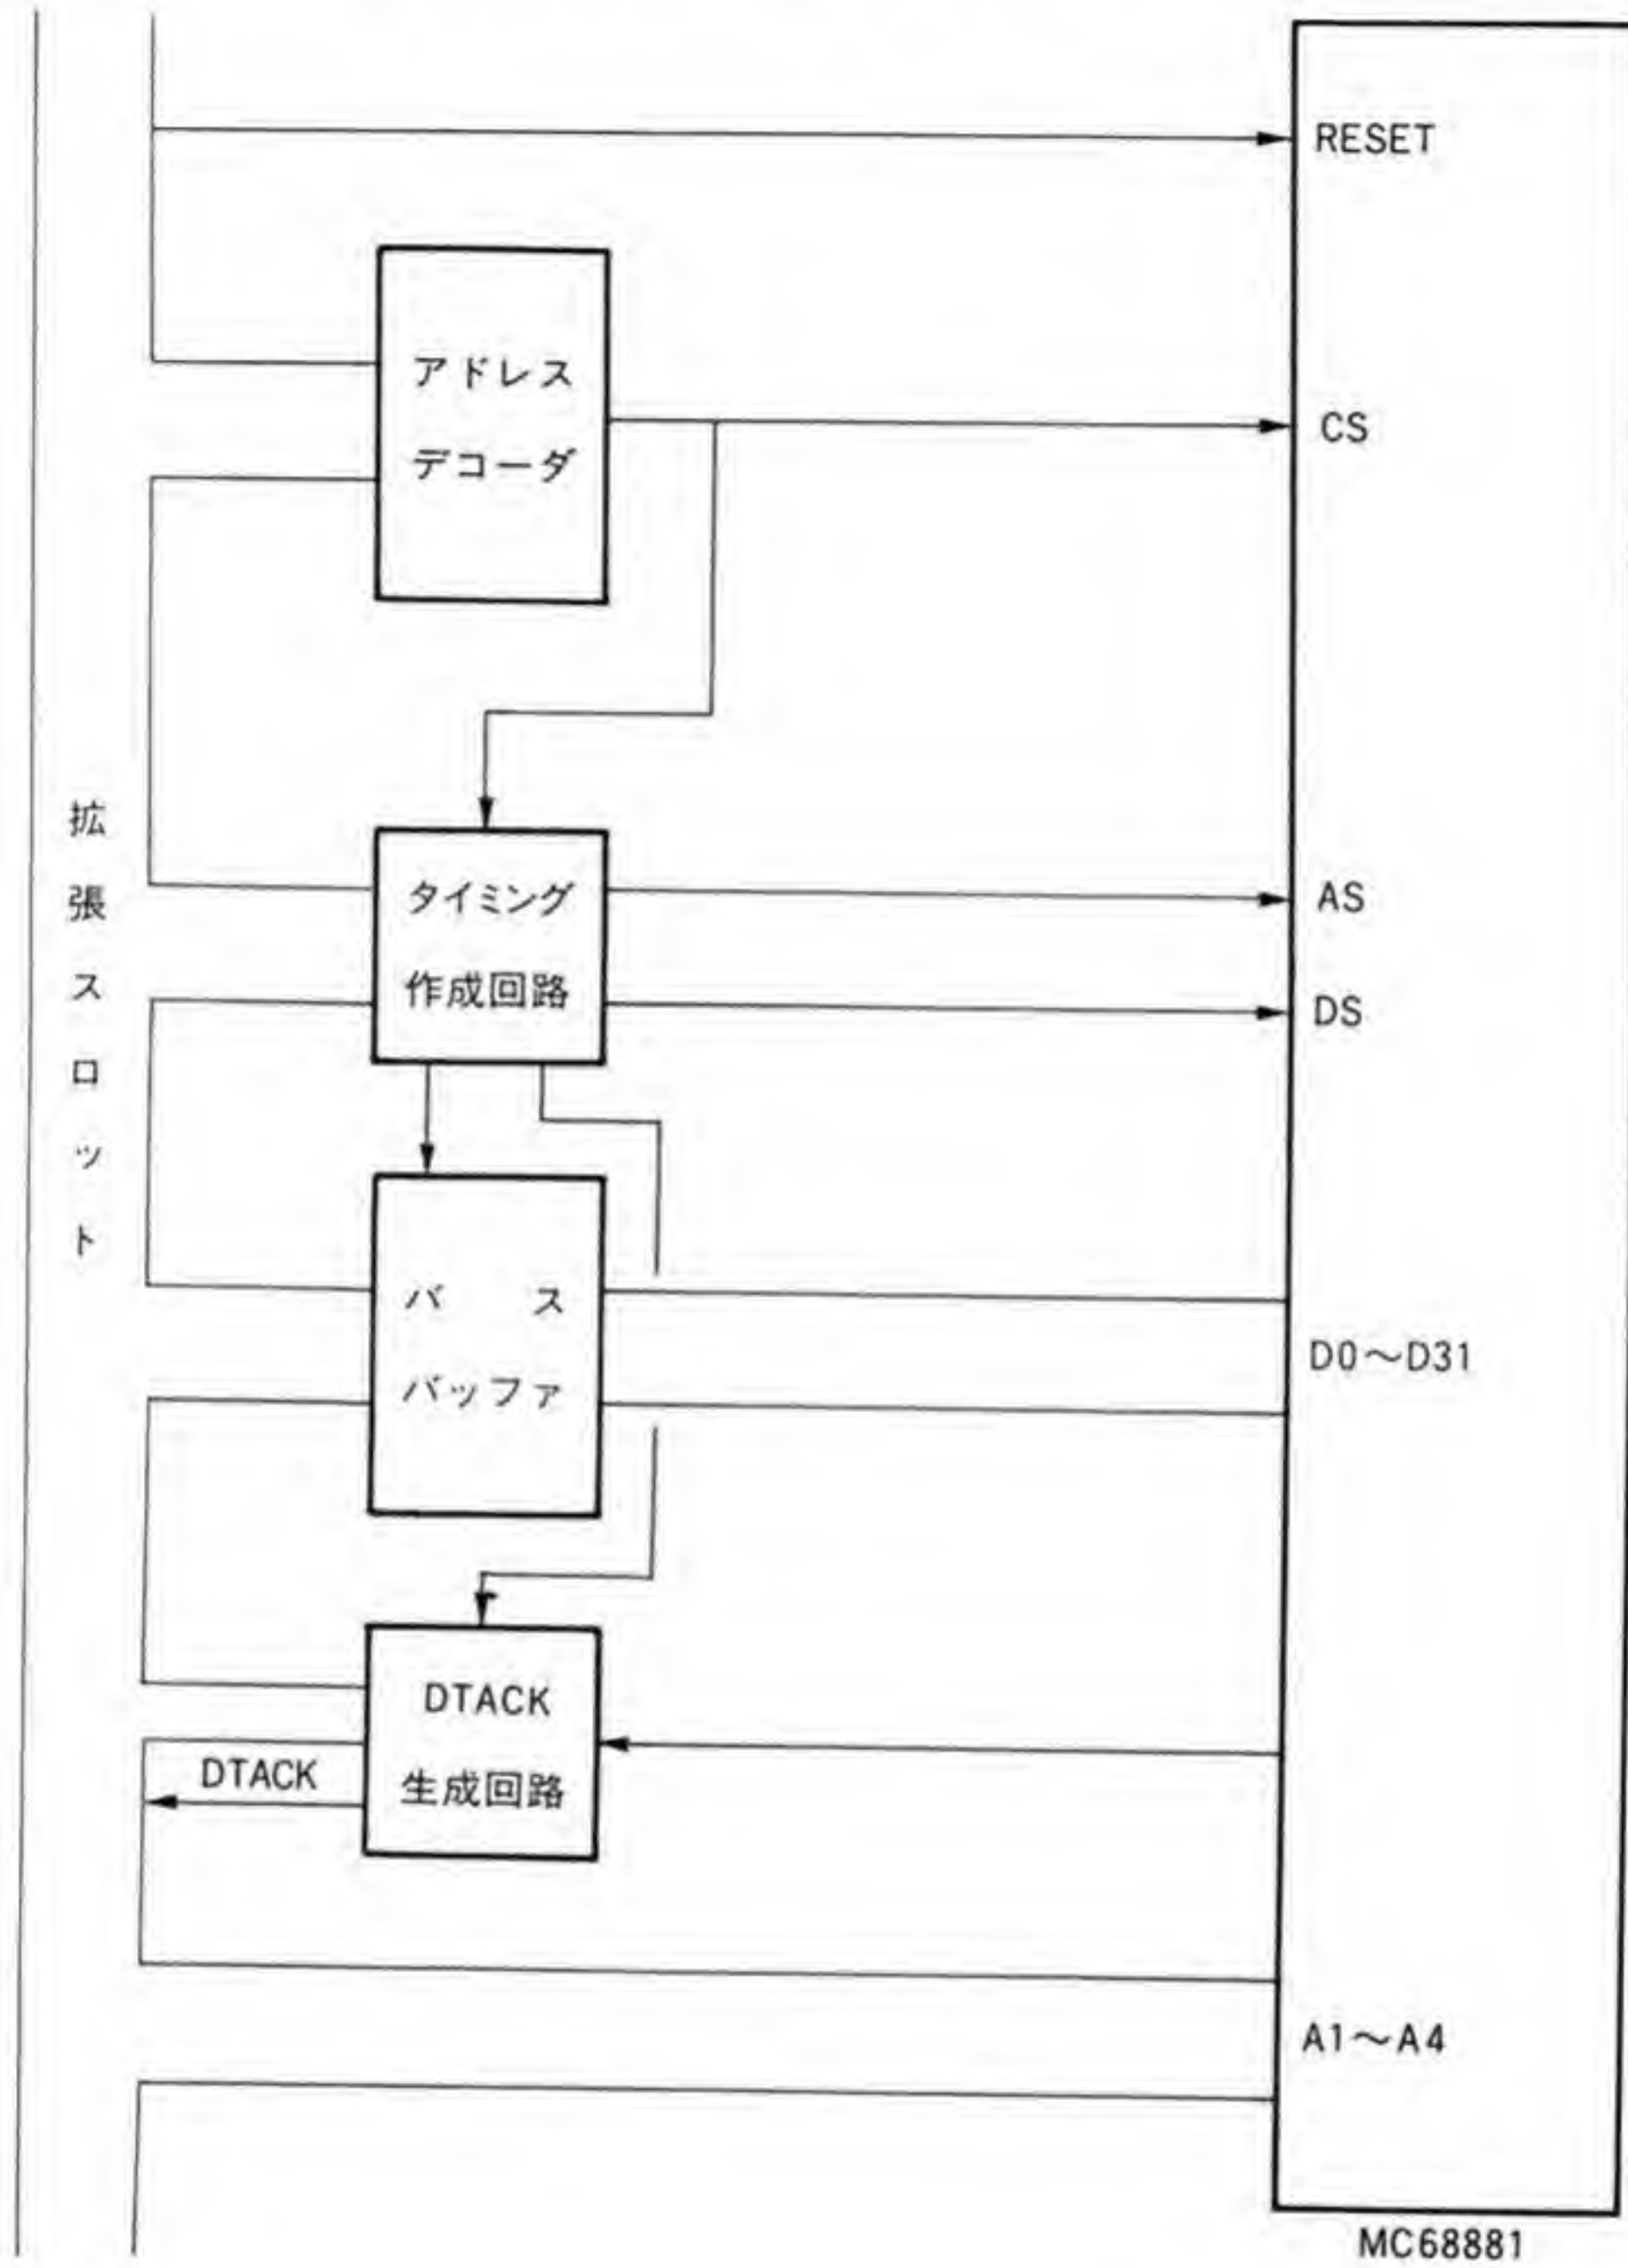 RESET
アドレス
デコーダ
CS
拡張スロット
タイミング
作成回路
AS
DS
バス
バッファ
D0～D31
DTACK
生成回路
DTACK
A1～A4
MC68881